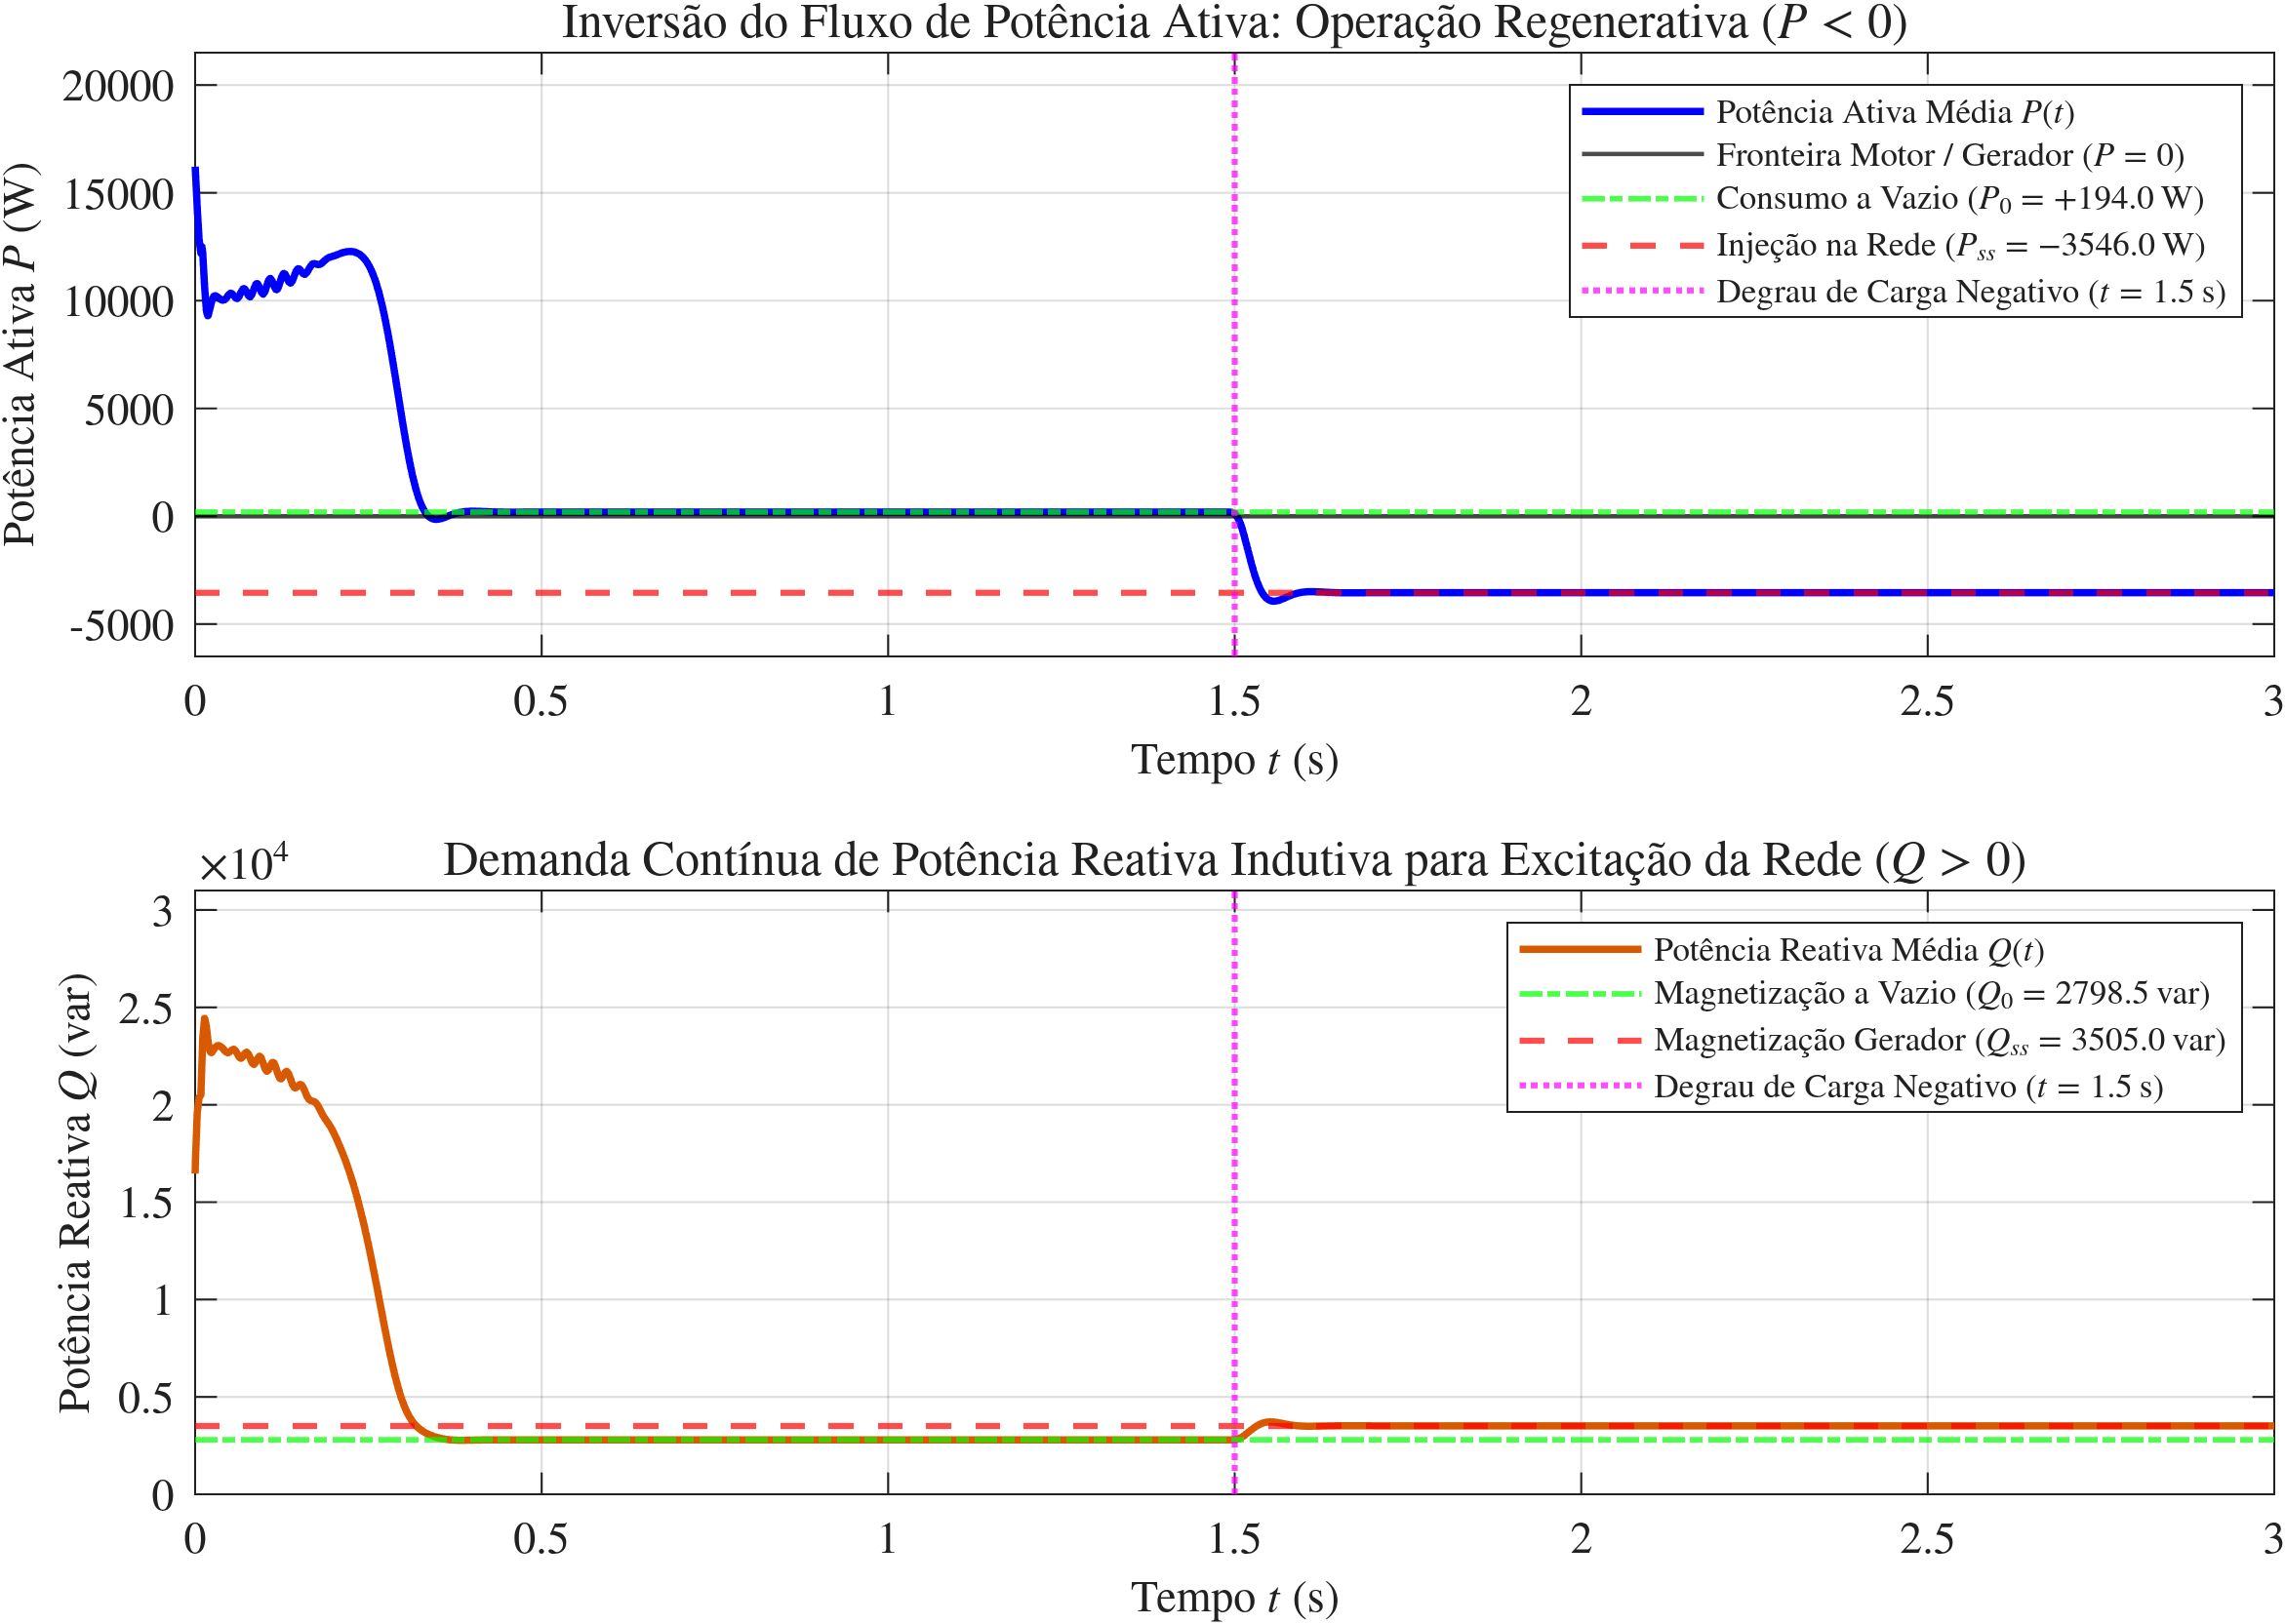 Inversão do Fluxo de Potência Ativa: Operação Regenerativa (P < 0)
Potência Ativa P (W)
20000
15000
10000
5000
0
-5000
Potência Ativa Média P(t)
Fronteira Motor / Gerador (P = 0)
Consumo a Vazio (P₀ = +194.0 W)
Injeção na Rede (Pₛₛ = −3546.0 W)
Degrau de Carga Negativo (t = 1.5 s)
0 0.5 1 1.5 2 2.5 3
Tempo t (s)
×10⁴
Demanda Contínua de Potência Reativa Indutiva para Excitação da Rede (Q > 0)
Potência Reativa Q (var)
3
2.5
2
1.5
1
0.5
0
Potência Reativa Média Q(t)
Magnetização a Vazio (Q₀ = 2798.5 var)
Magnetização Gerador (Qₛₛ = 3505.0 var)
Degrau de Carga Negativo (t = 1.5 s)
0 0.5 1 1.5 2 2.5 3
Tempo t (s)